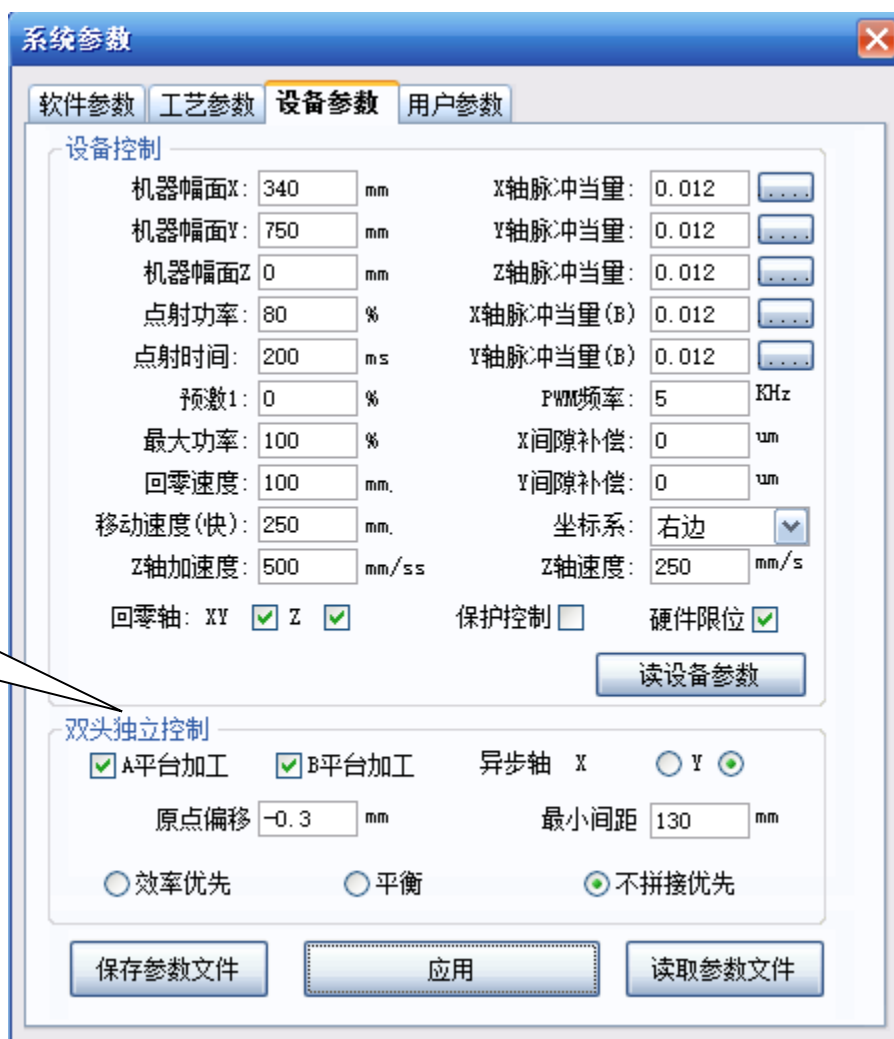 系统参数
软件参数 工艺参数 设备参数 用户参数
设备控制
机器幅面X: 340 mm X轴脉冲当量: 0.012 ....
机器幅面Y: 750 mm Y轴脉冲当量: 0.012 ....
机器幅面Z 0 mm Z轴脉冲当量: 0.012 ....
点射功率: 80 % X轴脉冲当量(B) 0.012 ....
点射时间: 200 ms Y轴脉冲当量(B) 0.012 ....
预激1: 0 % PWM频率: 5 KHz
最大功率: 100 % X间隙补偿: 0 um
回零速度: 100 mm. Y间隙补偿: 0 um
移动速度(快): 250 mm. 坐标系: 右边
Z轴加速度: 500 mm/ss Z轴速度: 250 mm/s
回零轴: XY Z 保护控制 硬件限位
读设备参数
双头独立控制
A平台加工 B平台加工 异步轴 X Y
原点偏移 -0.3 mm 最小间距 130 mm
效率优先 平衡 不拼接优先
保存参数文件 应用 读取参数文件